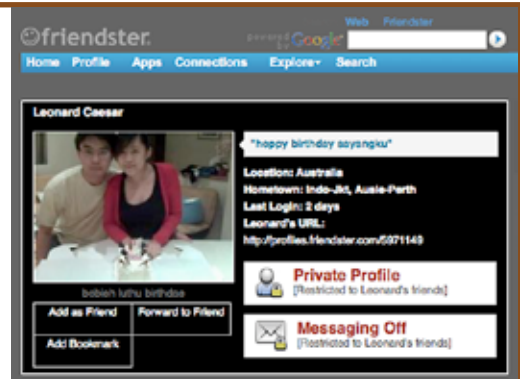 Web Friendster
friendster.
powered by Google
Home Profile Apps Connections Explore Search
Leonard Caesar
"happy birthday sayangku"
Location: Australia
Hometown: Indo-Jkt, Ausie-Perth
Last Login: 2 days
Leonard's URL:
http://profiles.friendster.com/5971149
Private Profile
[Restricted to Leonard's friends]
Messaging Off
[Restricted to Leonard's friends]
birthdae
Add as Friend Forward to Friend
Add Bookmark